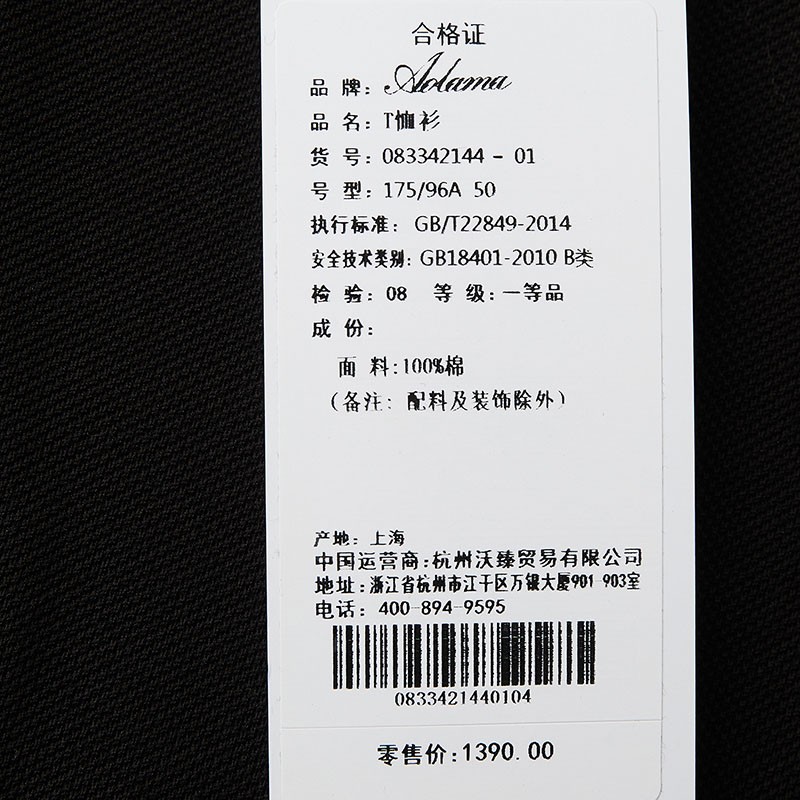 合格证
品 牌: Aolama
品 名: T恤衫
货 号: 083342144 - 01
号 型: 175/96A 50
执行标准: GB/T22849-2014
安全技术类别: GB18401-2010 B类
检 验: 08 等 级: 一等品
成 份:
面 料:100%棉
(备注: 配料及装饰除外)
产地: 上海
中国运营商:杭州沃臻贸易有限公司
地址:浙江省杭州市江干区万银大厦901-903室
电话: 400-894-9595
0833421440104
零售价:1390.00